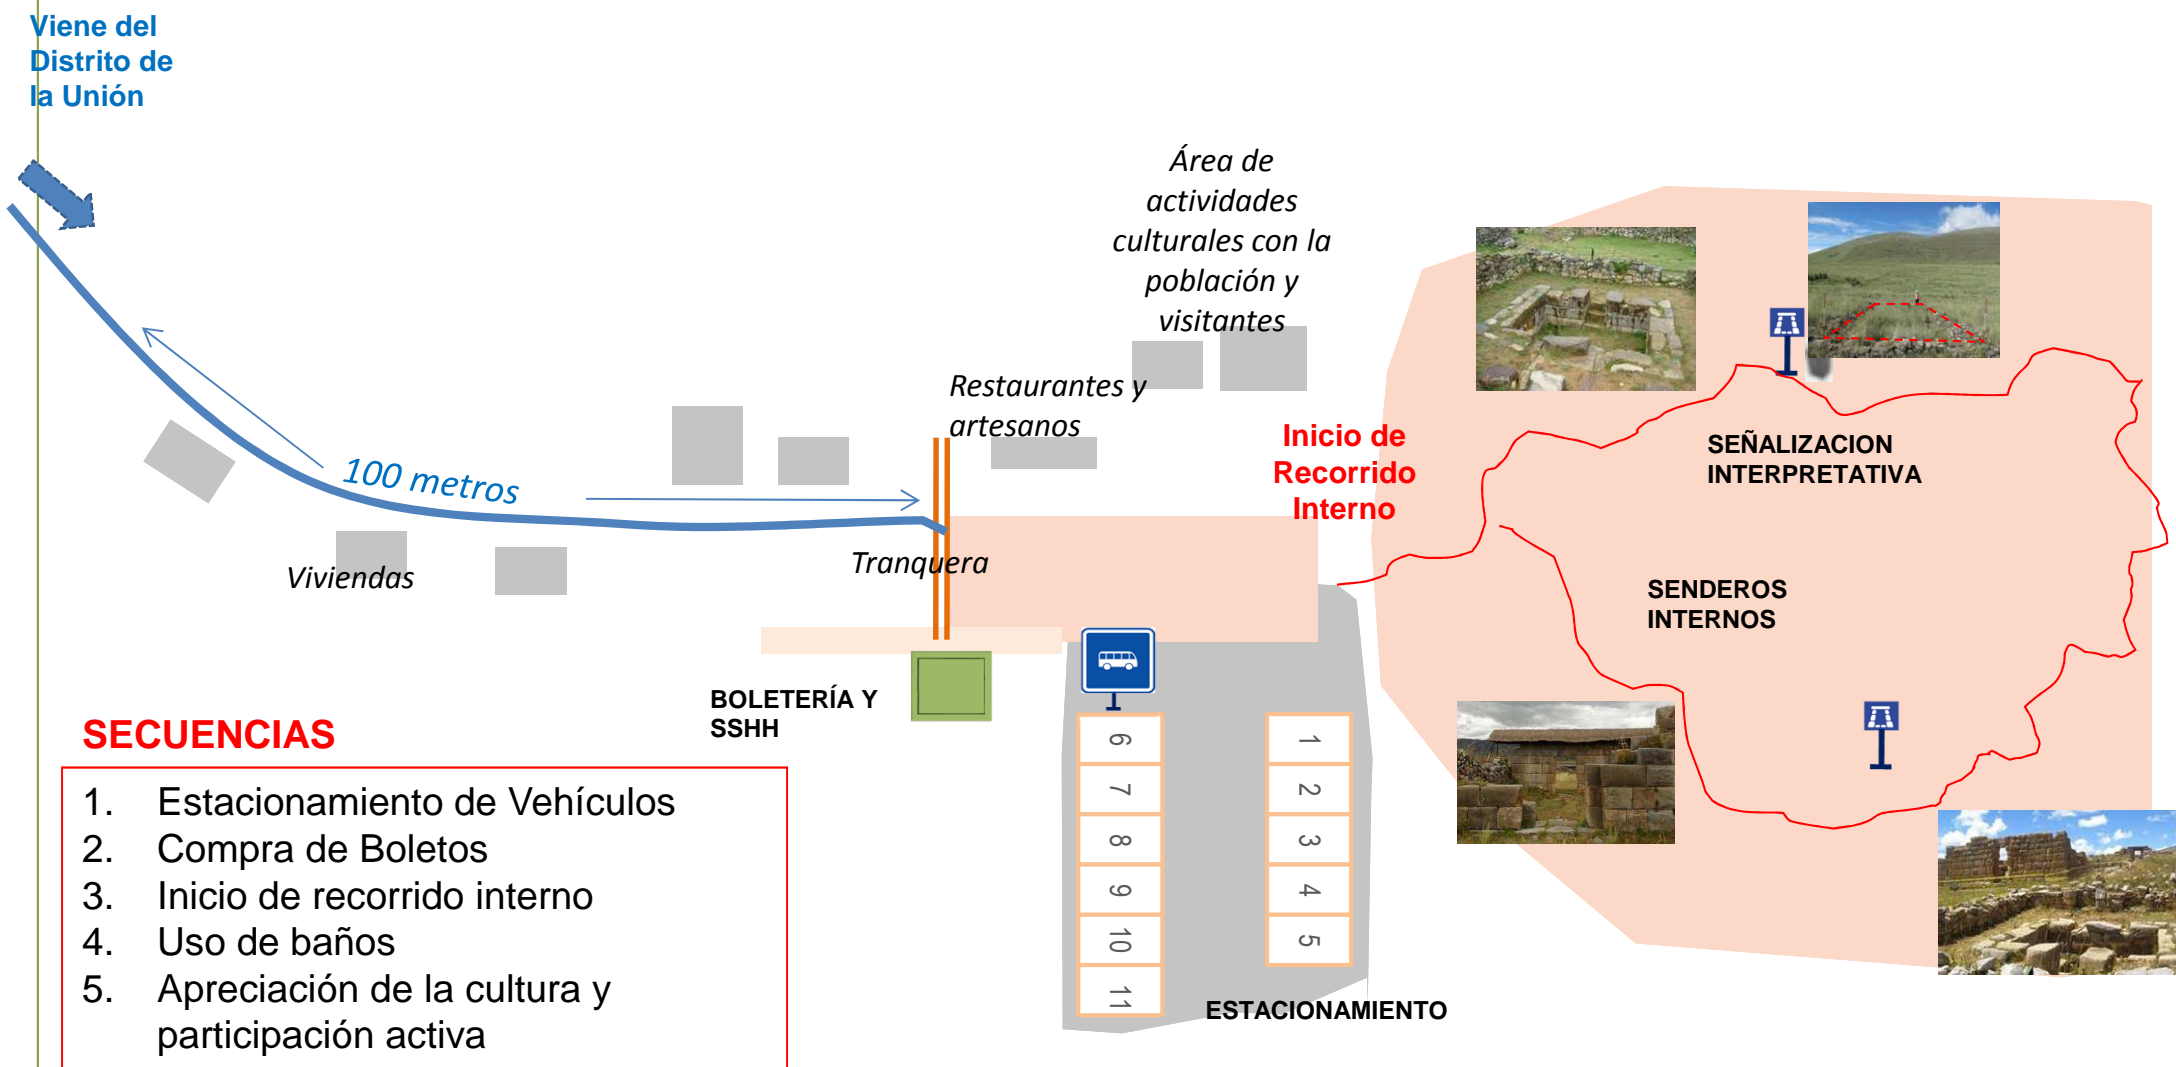 Viene del
Distrito de
la Unión
Área de
actividades
culturales con la
población y
visitantes
Restaurantes y
artesanos
Inicio de
Recorrido
Interno
SEÑALIZACION
INTERPRETATIVA
100 metros
Tranquera
Viviendas
SENDEROS
INTERNOS
BOLETERÍA Y
SSHH
6
7
8
9
10
11
1
2
3
4
5
ESTACIONAMIENTO
SECUENCIAS
1. Estacionamiento de Vehículos
2. Compra de Boletos
3. Inicio de recorrido interno
4. Uso de baños
5. Apreciación de la cultura y
participación activa